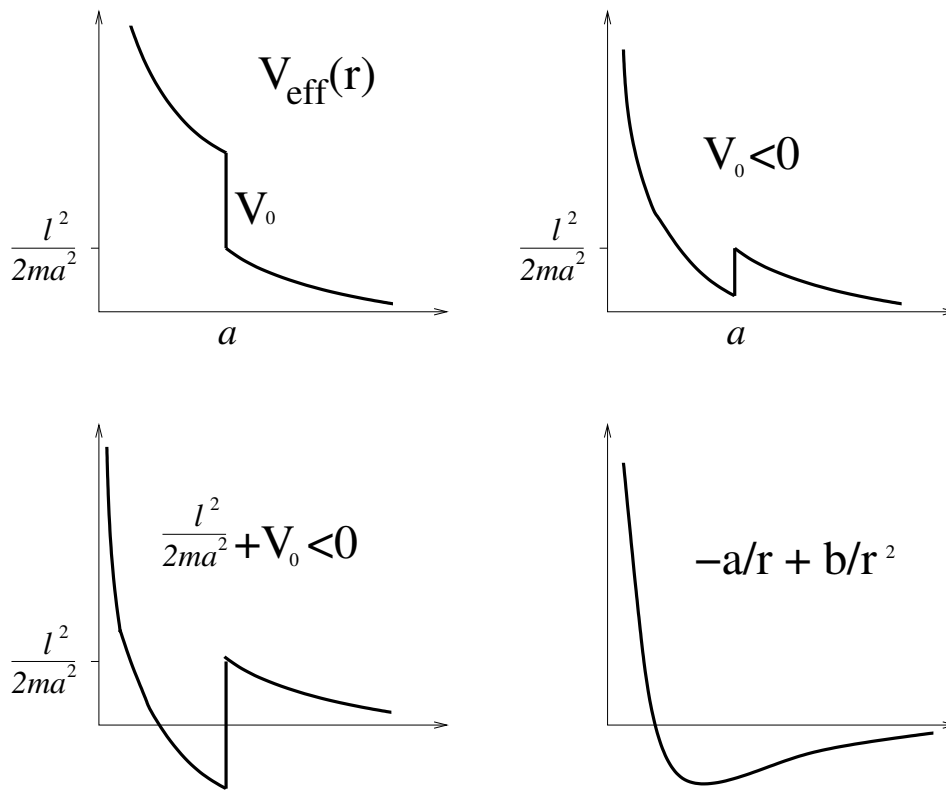 V_eff(r)
V₀
l²/2ma²
a
V₀<0
l²/2ma²
a
l²/2ma²+V₀<0
l²/2ma²
−a/r + b/r²